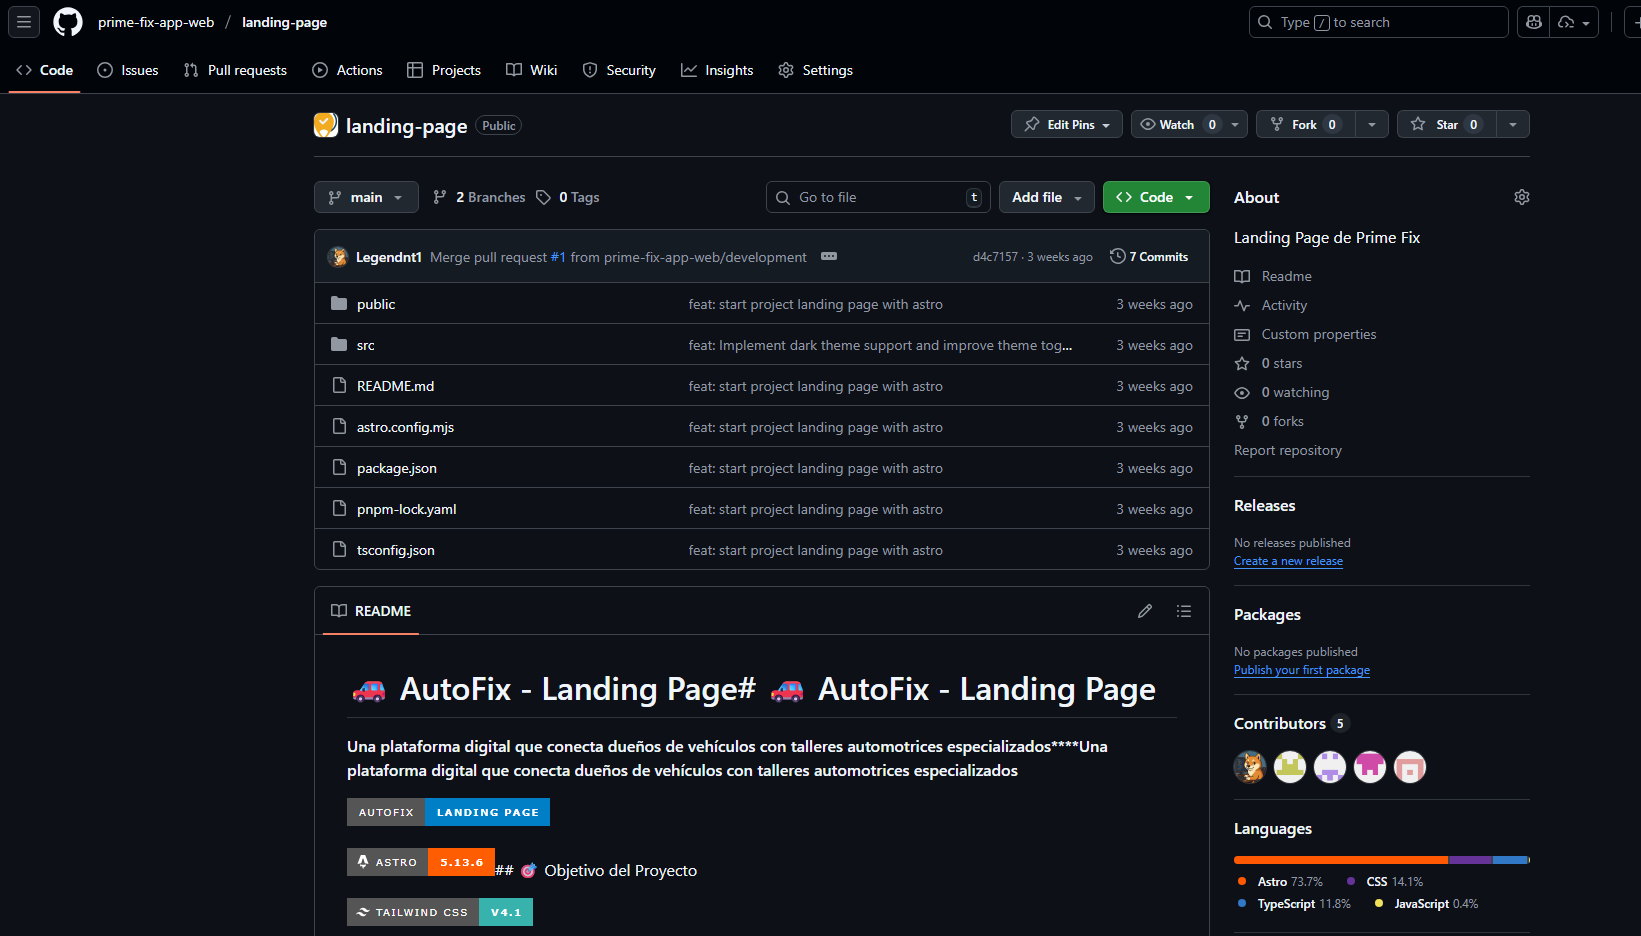 prime-fix-app-web / landing-page
Type / to search
Code Issues Pull requests Actions Projects Wiki Security Insights Settings
landing-page Public
Edit Pins Watch 0 Fork 0 Star 0
main 2 Branches 0 Tags Go to file t Add file Code
Legendnt1 Merge pull request #1 from prime-fix-app-web/development d4c7157 · 3 weeks ago 7 Commits
public feat: start project landing page with astro 3 weeks ago
src feat: Implement dark theme support and improve theme tog... 3 weeks ago
README.md feat: start project landing page with astro 3 weeks ago
astro.config.mjs feat: start project landing page with astro 3 weeks ago
package.json feat: start project landing page with astro 3 weeks ago
pnpm-lock.yaml feat: start project landing page with astro 3 weeks ago
tsconfig.json feat: start project landing page with astro 3 weeks ago
README
🚗 AutoFix - Landing Page# 🚗 AutoFix - Landing Page
Una plataforma digital que conecta dueños de vehículos con talleres automotrices especializados****Una
plataforma digital que conecta dueños de vehículos con talleres automotrices especializados
AUTOFIX LANDING PAGE
ASTRO 5.13.6 ## 🎯 Objetivo del Proyecto
TAILWIND CSS V4.1
About
Landing Page de Prime Fix
Readme
Activity
Custom properties
0 stars
0 watching
0 forks
Report repository
Releases
No releases published
Create a new release
Packages
No packages published
Publish your first package
Contributors 5
Languages
Astro 73.7% CSS 14.1%
TypeScript 11.8% JavaScript 0.4%